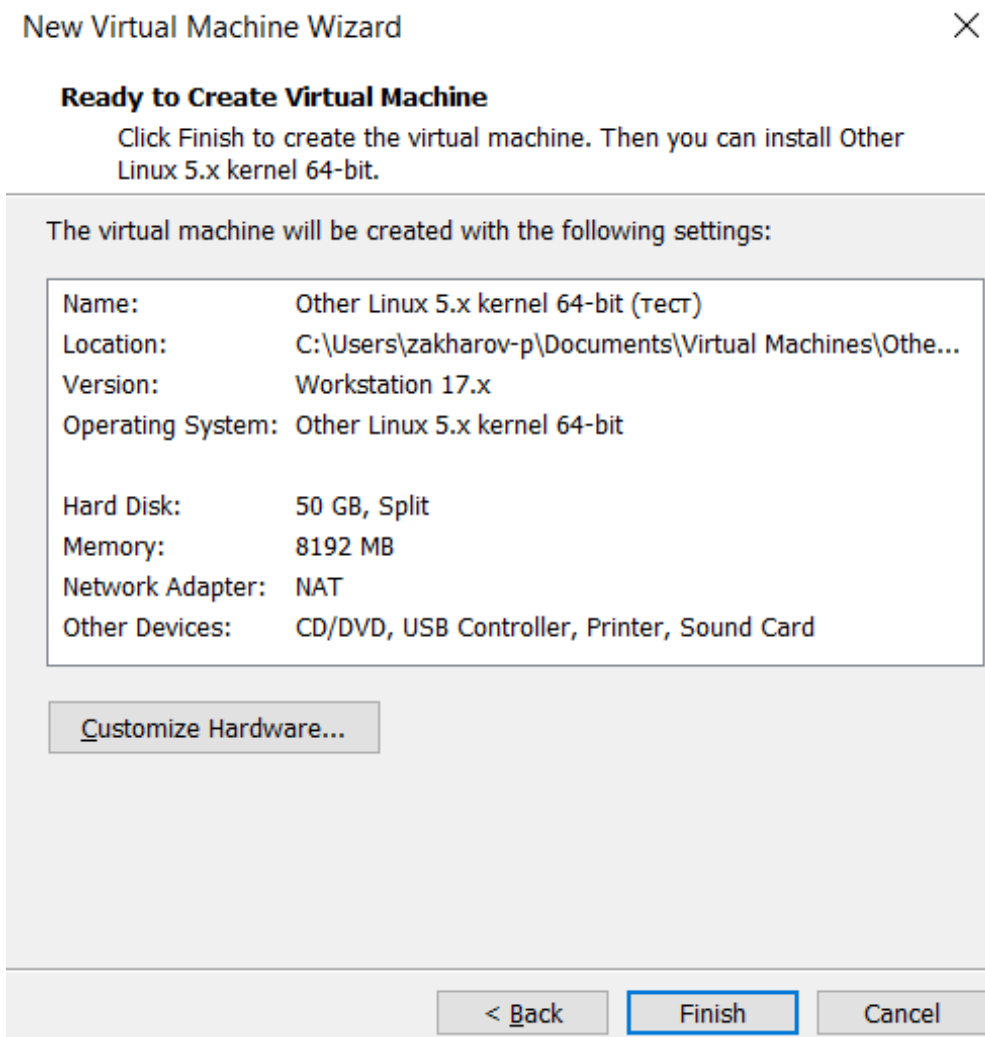 New Virtual Machine Wizard
Ready to Create Virtual Machine
Click Finish to create the virtual machine. Then you can install Other
Linux 5.x kernel 64-bit.
The virtual machine will be created with the following settings:
Name: Other Linux 5.x kernel 64-bit (тест)
Location: C:\Users\zakharov-p\Documents\Virtual Machines\Othe...
Version: Workstation 17.x
Operating System: Other Linux 5.x kernel 64-bit
Hard Disk: 50 GB, Split
Memory: 8192 MB
Network Adapter: NAT
Other Devices: CD/DVD, USB Controller, Printer, Sound Card
Customize Hardware...
< Back Finish Cancel